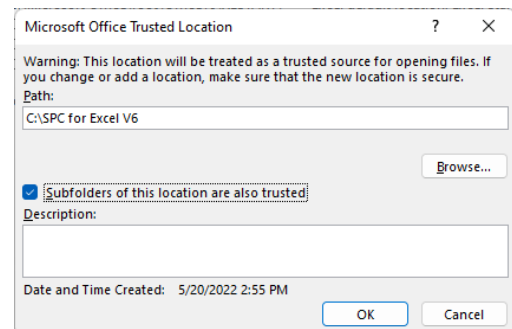 Microsoft Office Trusted Location ? ×
Warning: This location will be treated as a trusted source for opening files. If
you change or add a location, make sure that the new location is secure.
Path:
C:\SPC for Excel V6
Browse...
Subfolders of this location are also trusted
Description:
Date and Time Created: 5/20/2022 2:55 PM
OK Cancel